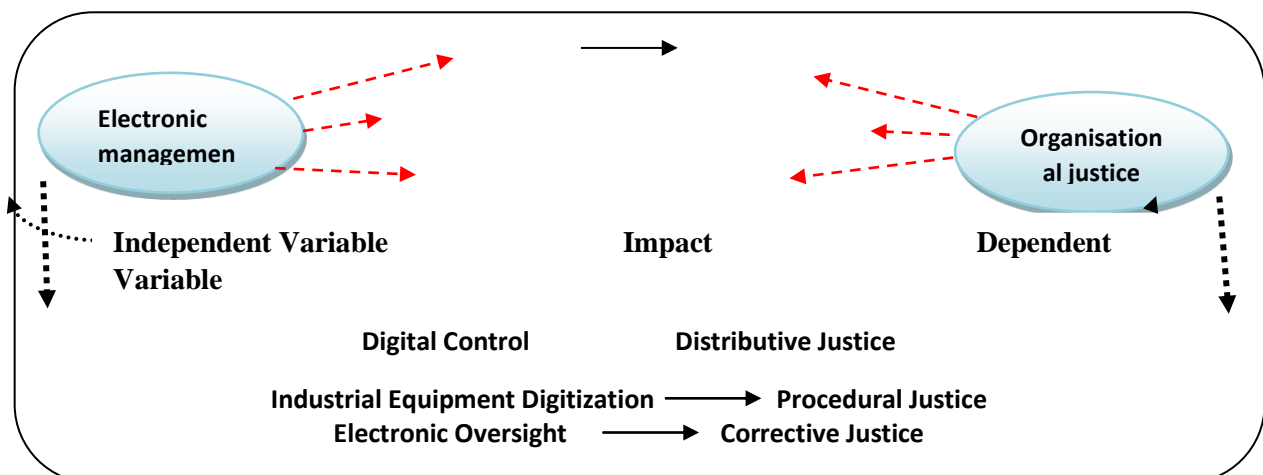 Electronic
managemen
Organisation
al justice
Independent Variable Impact Dependent
Variable
Digital Control Distributive Justice
Industrial Equipment Digitization Procedural Justice
Electronic Oversight Corrective Justice